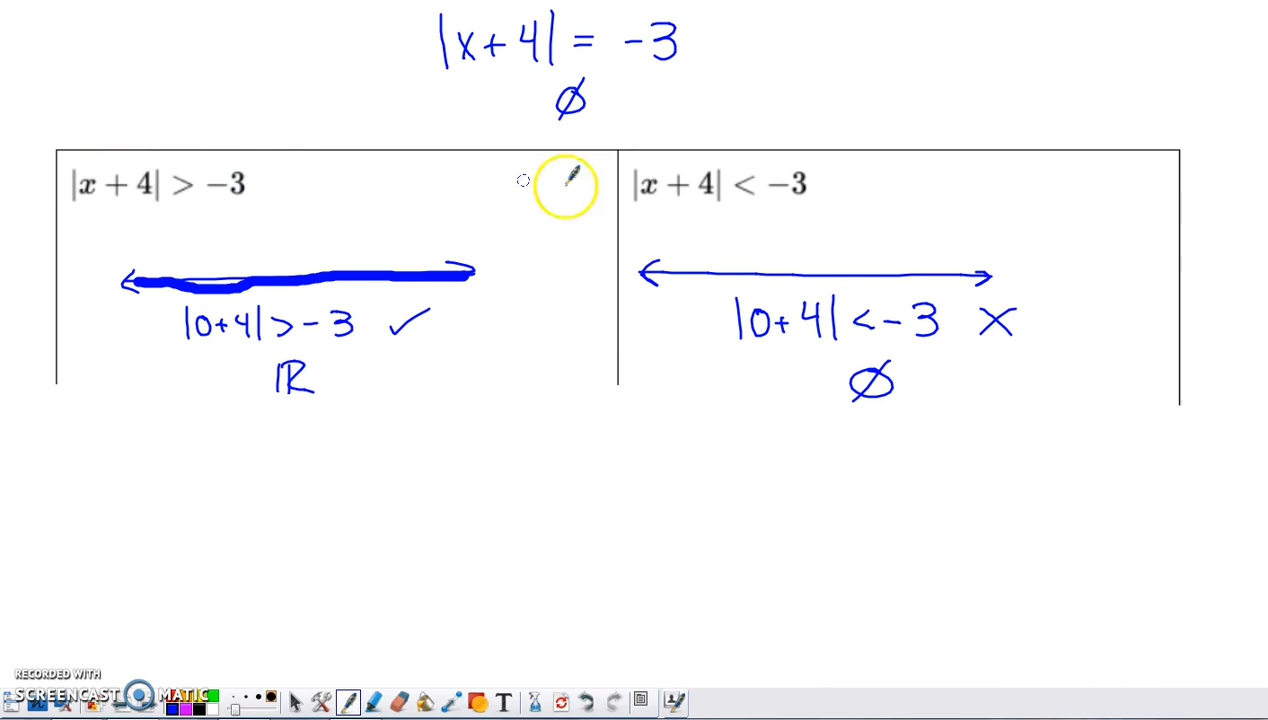 |x+4| = -3
∅
|x + 4| > −3
|0+4| > -3 ✓
ℝ
|x + 4| < −3
|0+4| < -3 ×
∅
RECORDED WITH
SCREENCAST MATIC
T